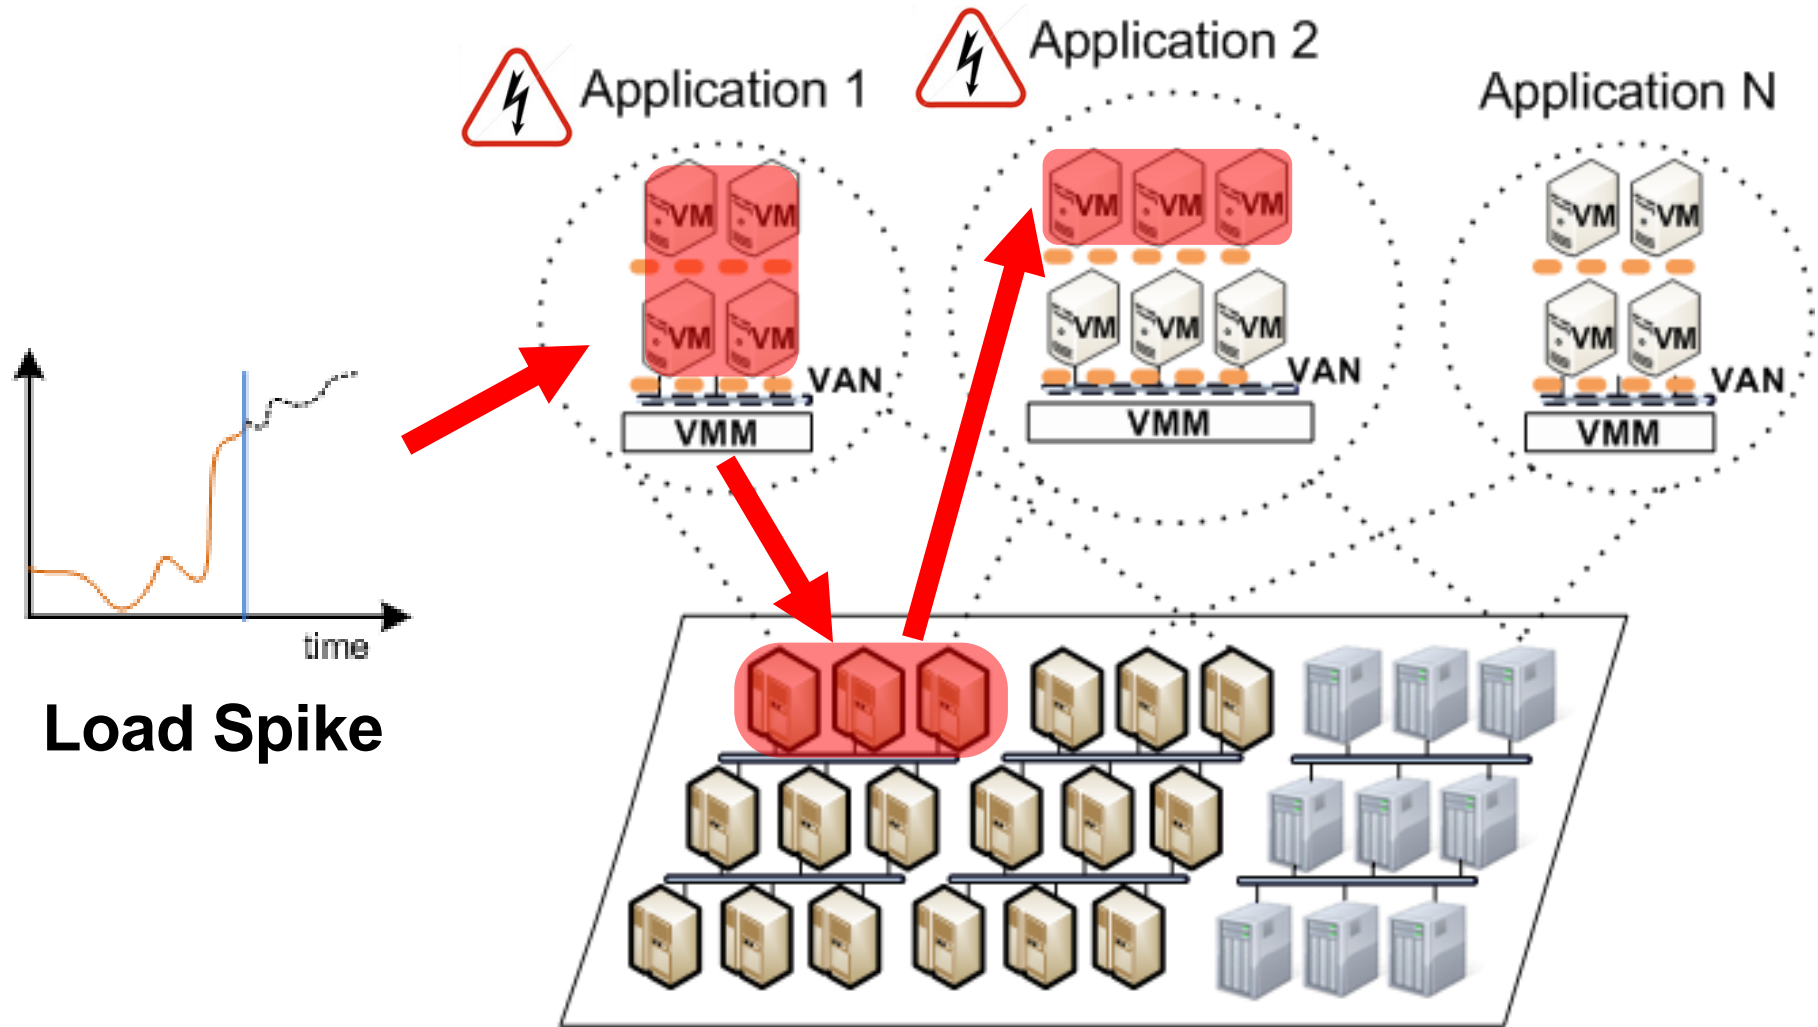 Application 1
Application 2
Application N
VM VM
VM VM
VAN
VMM
VM VM VM
VM VM VM
VAN
VMM
VM VM
VM VM
VAN
VMM
time
Load Spike